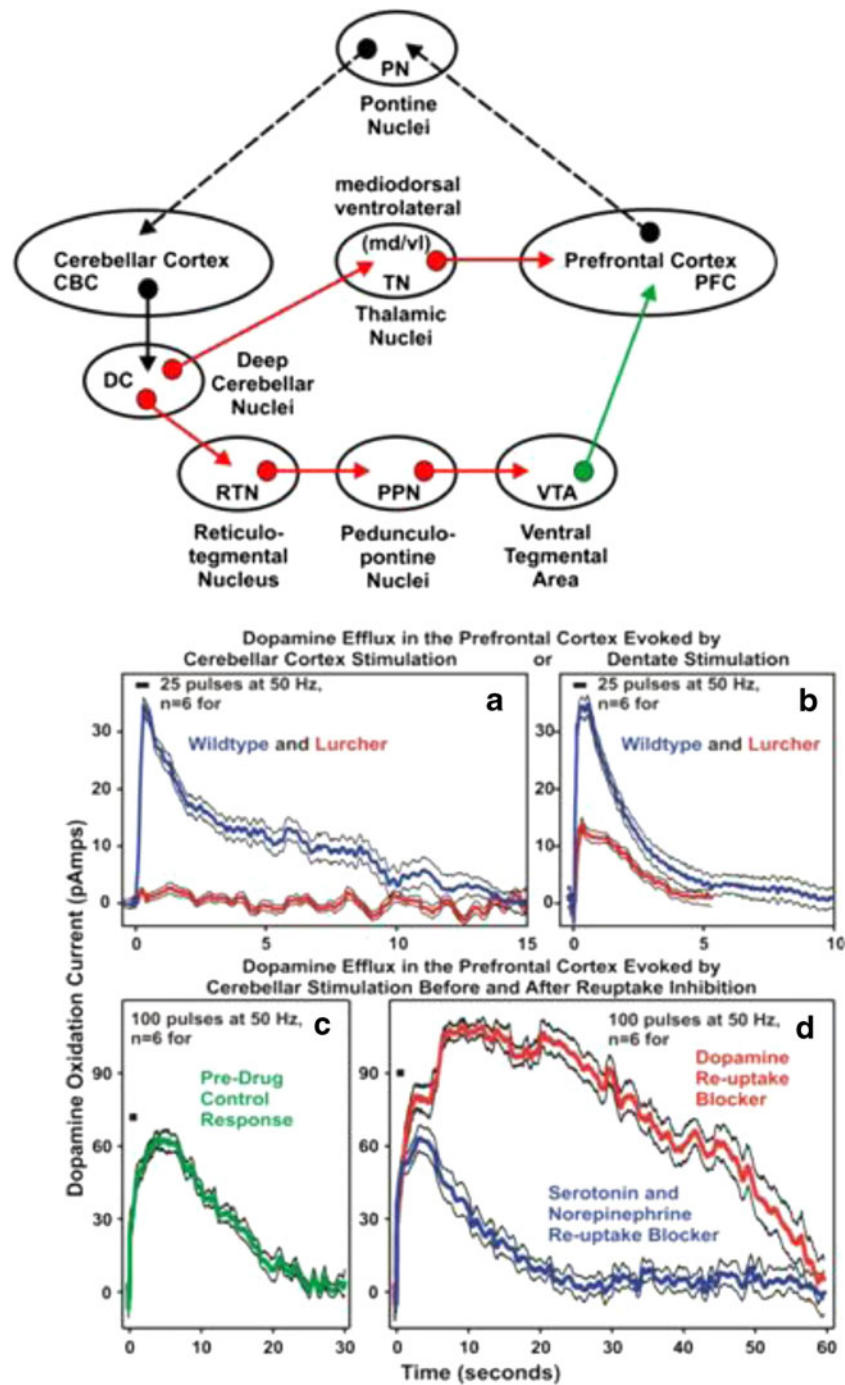 PN
Pontine
Nuclei
mediodorsal
ventrolateral
(md/vl)
TN
Thalamic
Nuclei
Cerebellar Cortex
CBC
Prefrontal Cortex
PFC
DC
Deep
Cerebellar
Nuclei
RTN
PPN
VTA
Reticulo-
tegmental
Nucleus
Pedunculo-
pontine
Nuclei
Ventral
Tegmental
Area
Dopamine Efflux in the Prefrontal Cortex Evoked by
Cerebellar Cortex Stimulation or Dentate Stimulation
25 pulses at 50 Hz,
n=6 for
a
Wildtype and Lurcher
30
20
10
0
0
5
10
15
25 pulses at 50 Hz,
n=6 for
b
Wildtype and Lurcher
30
20
10
0
0
5
10
Dopamine Oxidation Current (pAmps)
Dopamine Efflux in the Prefrontal Cortex Evoked by
Cerebellar Stimulation Before and After Reuptake Inhibition
100 pulses at 50 Hz,
n=6 for
c
Pre-Drug
Control
Response
90
60
30
0
0
10
20
30
100 pulses at 50 Hz,
n=6 for
d
Dopamine
Re-uptake
Blocker
Serotonin and
Norepinephrine
Re-uptake Blocker
90
60
30
0
0
10
20
30
40
50
60
Time (seconds)